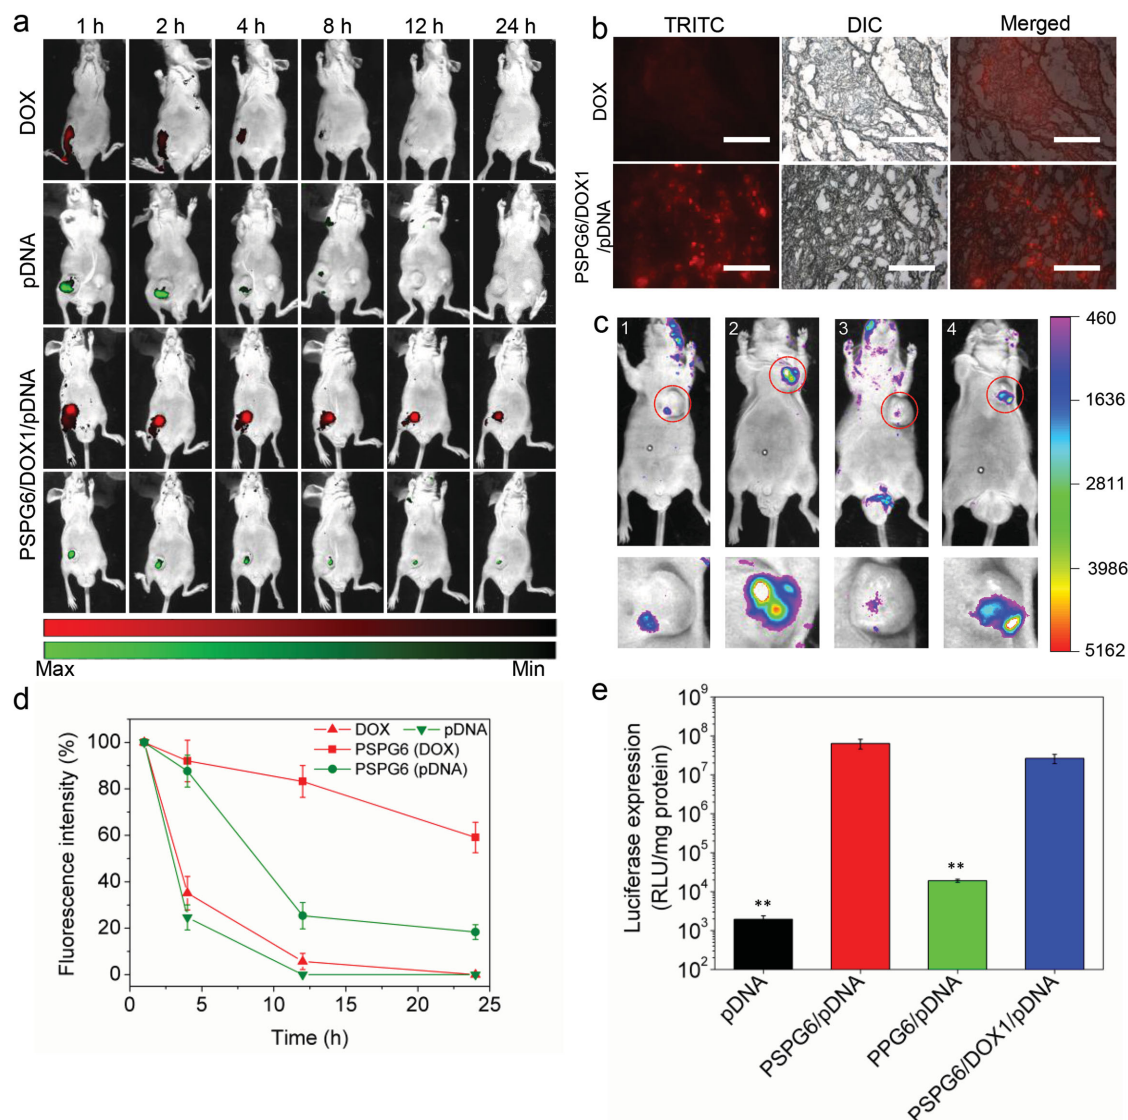 a
1 h 2 h 4 h 8 h 12 h 24 h
DOX
pDNA
PSPG6/DOX1/pDNA
Max Min
b
TRITC DIC Merged
DOX
PSPG6/DOX1
/pDNA
c
1 2 3 4
460
1636
2811
3986
5162
d
Fluorescence intensity (%)
100
80
60
40
20
0
DOX pDNA
PSPG6 (DOX)
PSPG6 (pDNA)
0 5 10 15 20 25
Time (h)
e
Luciferase expression
(RLU/mg protein)
10⁹
10⁸
10⁷
10⁶
10⁵
10⁴
10³
10²
**
**
pDNA
PSPG6/pDNA
PPG6/pDNA
PSPG6/DOX1/pDNA